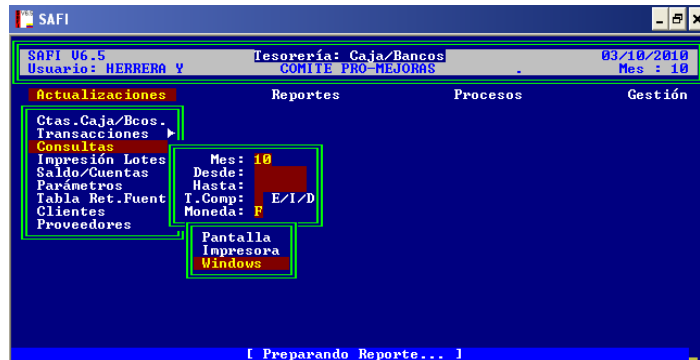 SAFI
SAFI V6.5 Tesorería: Caja/Bancos 03/10/2010
Usuario: HERRERA Y COMITE PRO-MEJORAS . Mes : 10
Actualizaciones Reportes Procesos Gestión
Ctas.Caja/Bcos.
Transacciones
Consultas
Impresión Lotes
Saldo/Cuentas
Parámetros
Tabla Ret.Fuent
Clientes
Proveedores
Mes: 10
Desde:
Hasta:
T.Comp: E/I/D
Moneda: F
Pantalla
Impresora
Windows
[ Preparando Reporte... ]